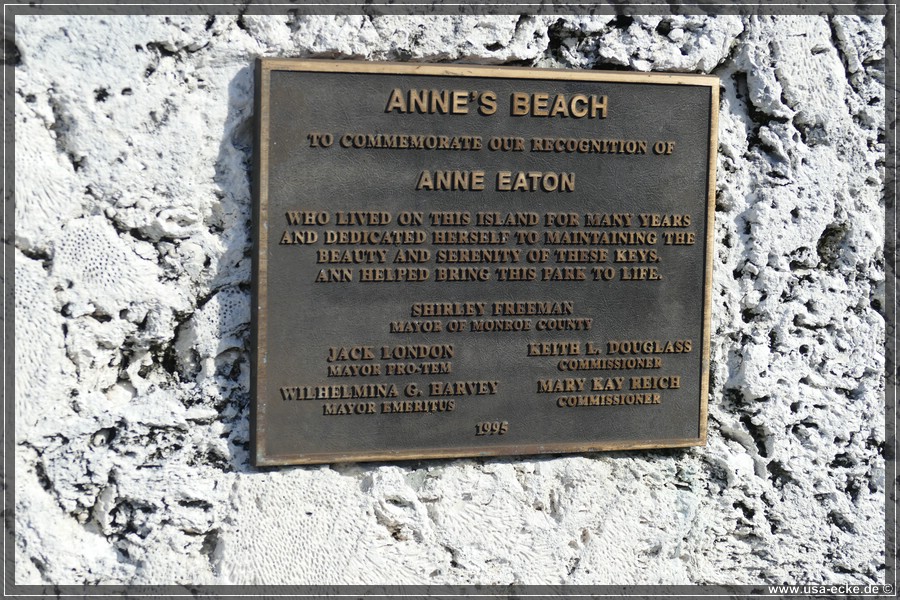 ANNE'S BEACH
TO COMMEMORATE OUR RECOGNITION OF
ANNE EATON
WHO LIVED ON THIS ISLAND FOR MANY YEARS
AND DEDICATED HERSELF TO MAINTAINING THE
BEAUTY AND SERENITY OF THESE KEYS.
ANN HELPED BRING THIS PARK TO LIFE.
SHIRLEY FREEMAN
MAYOR OF MONROE COUNTY
JACK LONDON
MAYOR PRO-TEM
KEITH L. DOUGLASS
COMMISSIONER
WILHELMINA G. HARVEY
MAYOR EMERITUS
MARY KAY REICH
COMMISSIONER
1995
www.usa-ecke.de ©